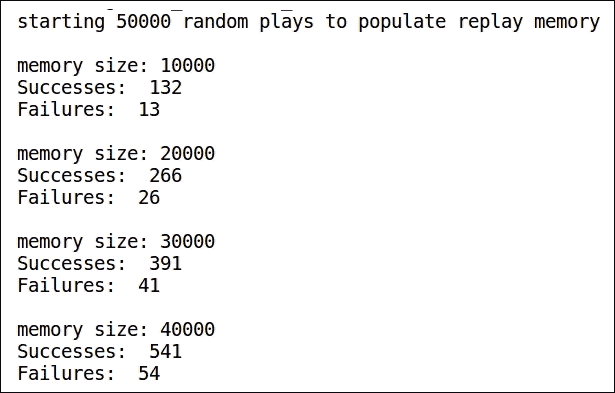 starting 50000 random plays to populate replay memory
memory size: 10000
Successes:  132
Failures:  13
memory size: 20000
Successes:  266
Failures:  26
memory size: 30000
Successes:  391
Failures:  41
memory size: 40000
Successes:  541
Failures:  54